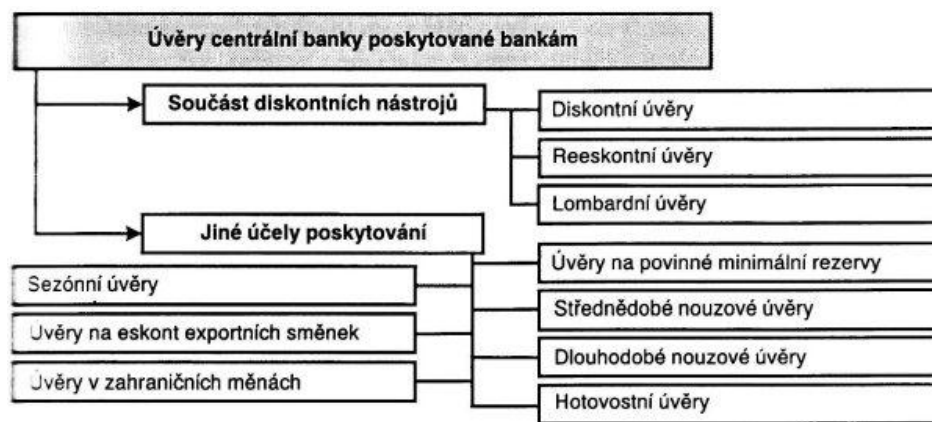 Úvěry centrální banky poskytované bankám
Součást diskontních nástrojů
Diskontní úvěry
Reeskontní úvěry
Lombardní úvěry
Jiné účely poskytování
Úvěry na povinné minimální rezervy
Sezónní úvěry
Střednědobé nouzové úvěry
Úvěry na eskont exportních směnek
Dlouhodobé nouzové úvěry
Úvěry v zahraničních měnách
Hotovostní úvěry